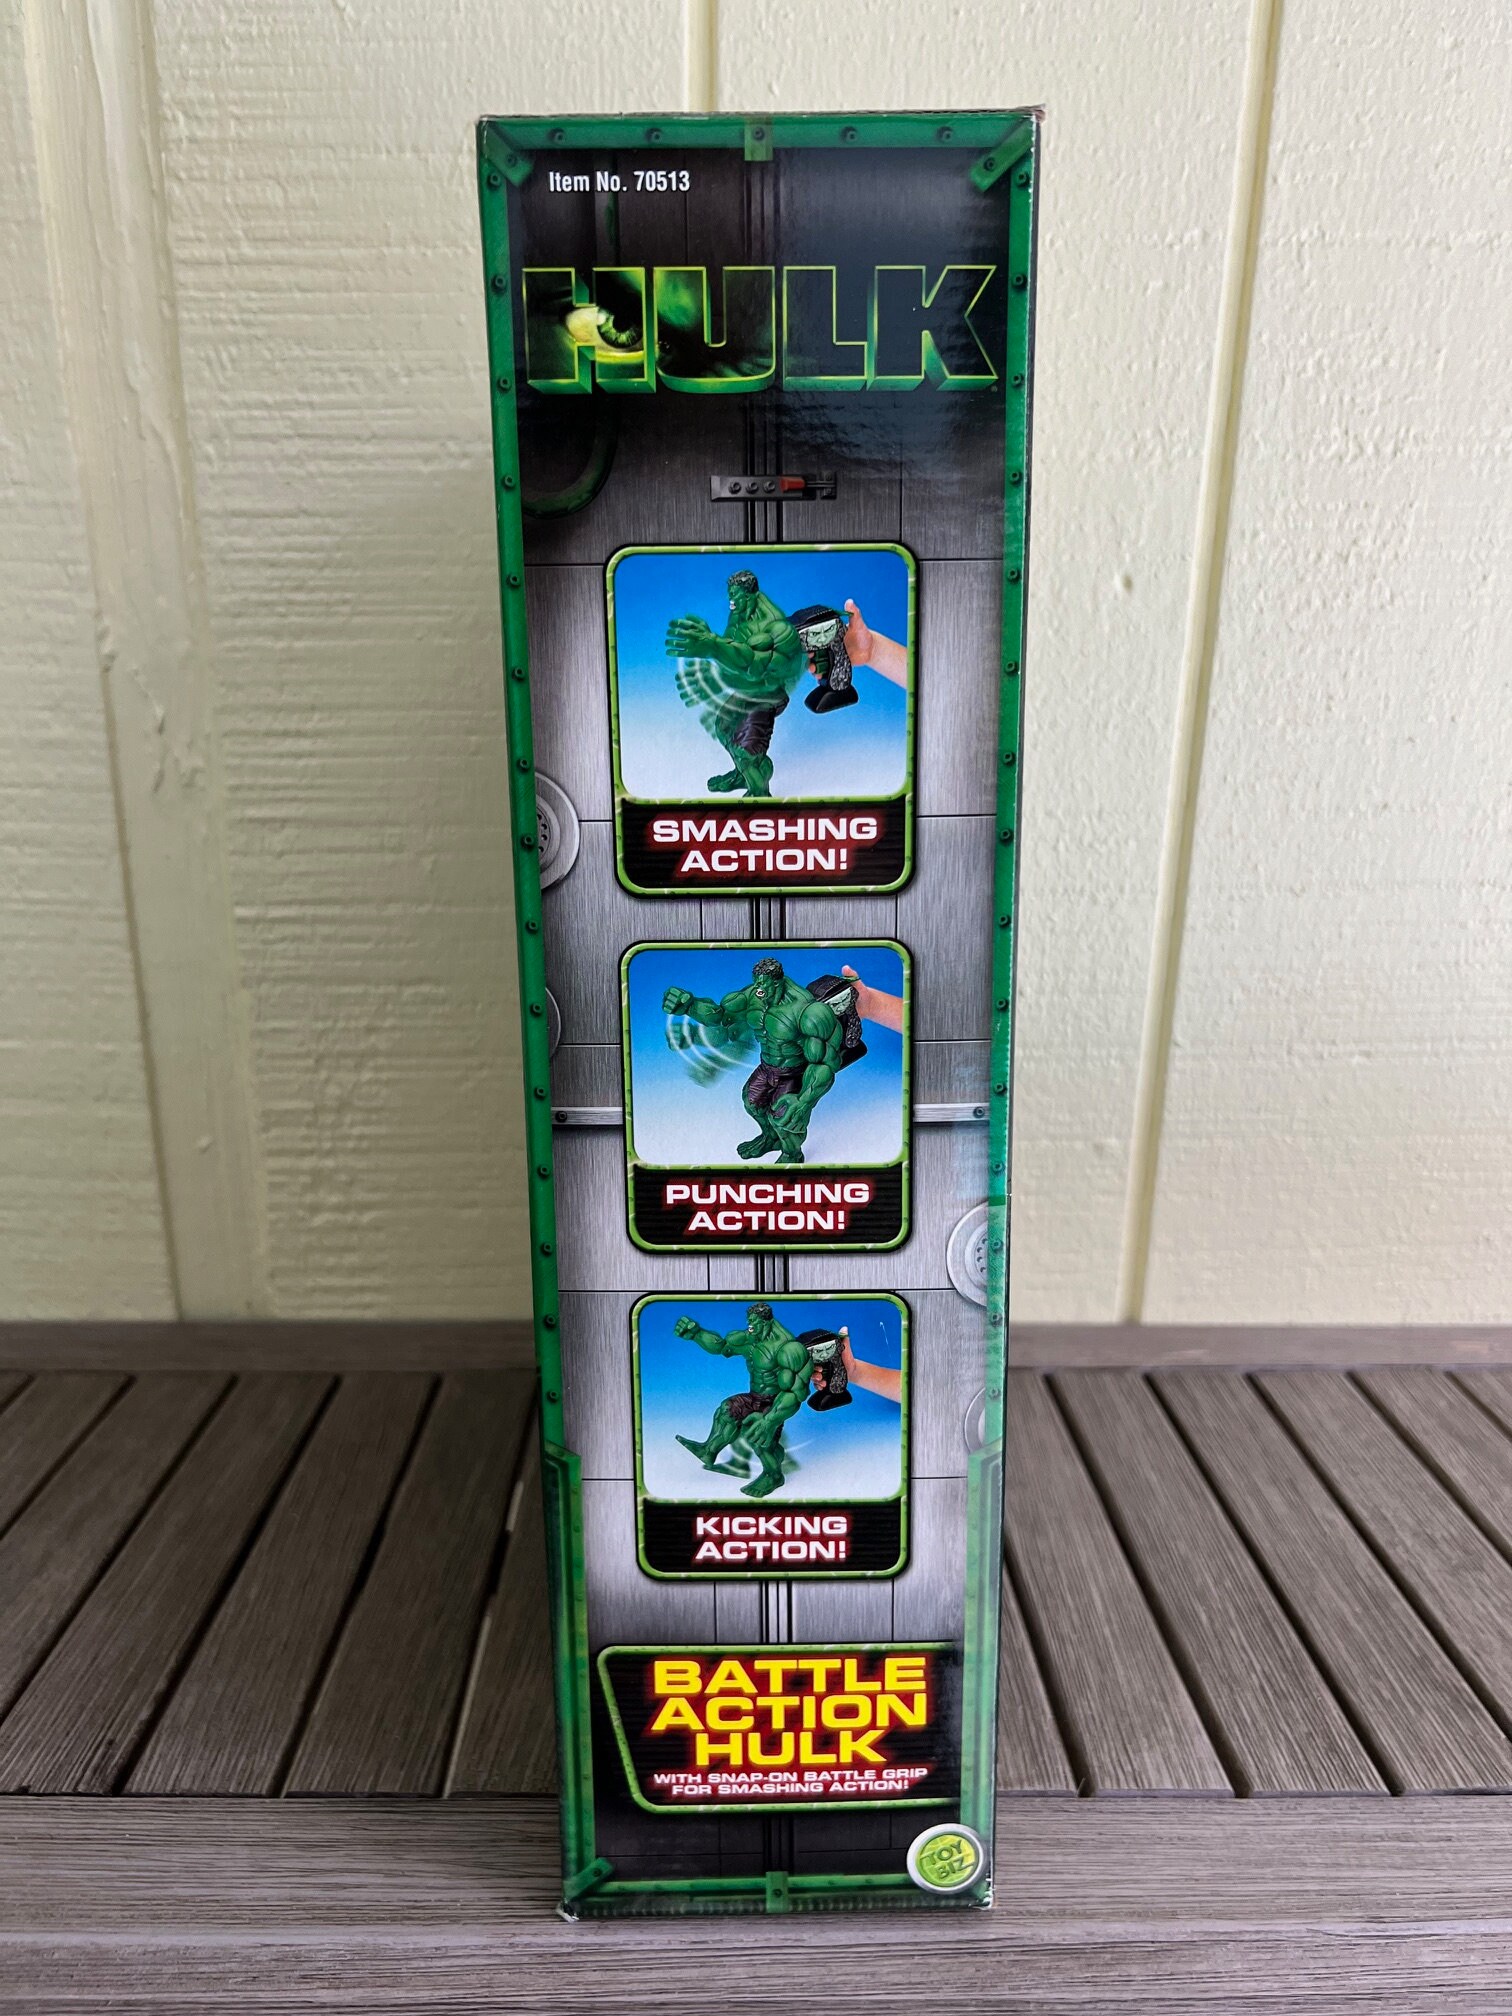 Item No. 70513
HULK
SMASHING
ACTION!
PUNCHING
ACTION!
KICKING
ACTION!
BATTLE
ACTION
HULK
WITH SNAP-ON BATTLE GRIP
FOR SMASHING ACTION!
TOY
BIZ